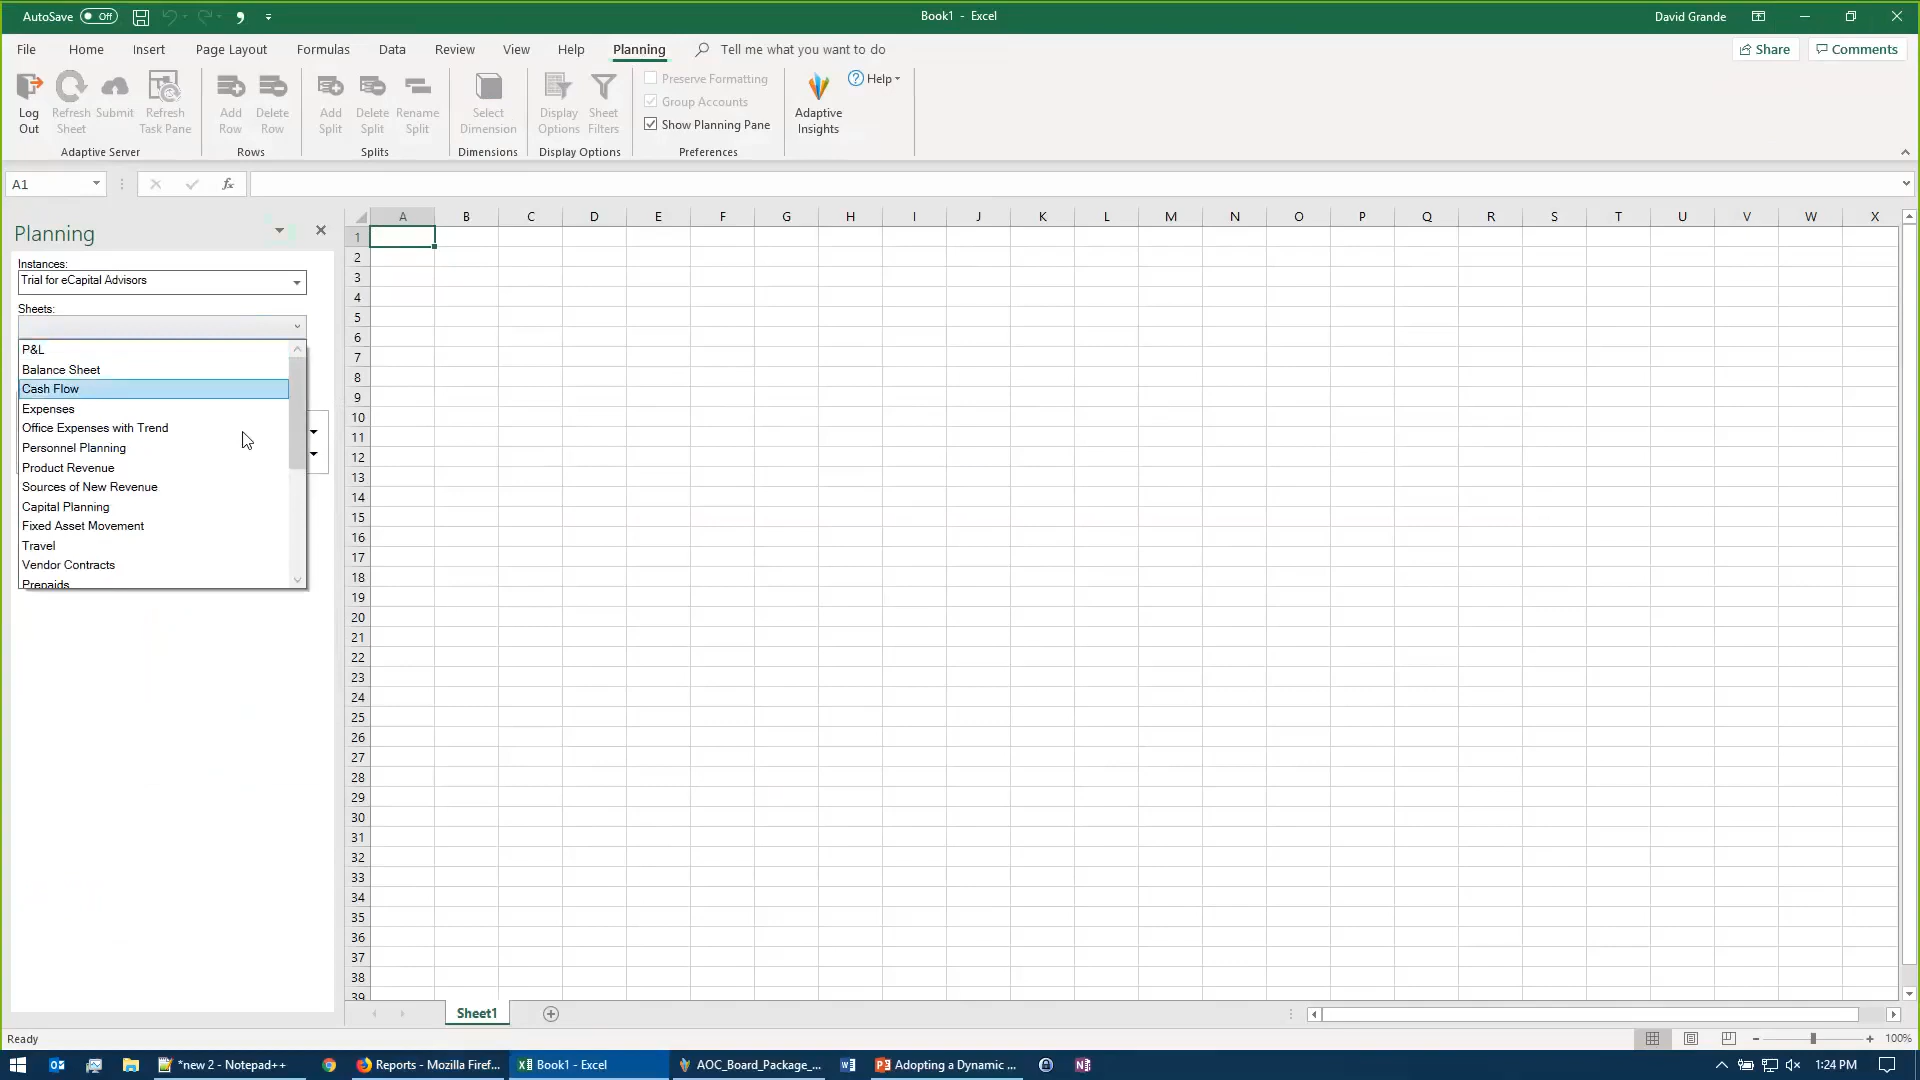 AutoSave Off
Book1 - Excel
David Grande
File Home Insert Page Layout Formulas Data Review View Help Planning Tell me what you want to do
Share Comments
Log Out
Refresh Sheet
Submit
Refresh Task Pane
Adaptive Server
Add Row
Delete Row
Rows
Add Split
Delete Split
Rename Split
Splits
Select Dimension
Dimensions
Display Options
Sheet Filters
Display Options
Preserve Formatting
Group Accounts
Show Planning Pane
Preferences
Adaptive Insights
Help
A1
fx
Planning
Instances:
Trial for eCapital Advisors
Sheets:
P&L
Balance Sheet
Cash Flow
Expenses
Office Expenses with Trend
Personnel Planning
Product Revenue
Sources of New Revenue
Capital Planning
Fixed Asset Movement
Travel
Vendor Contracts
Prepaids
A B C D E F G H I J K L M N O P Q R S T U V W X
1
2
3
4
5
6
7
8
9
10
11
12
13
14
15
16
17
18
19
20
21
22
23
24
25
26
27
28
29
30
31
32
33
34
35
36
37
38
39
Sheet1
Ready
100%
*new 2 - Notepad++
Reports - Mozilla Firef...
Book1 - Excel
AOC_Board_Package_...
Adopting a Dynamic ...
1:24 PM